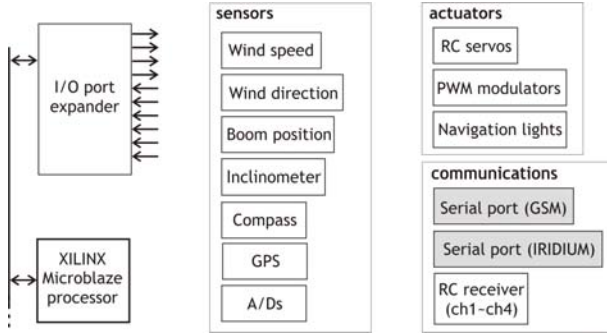 I/O port
expander
XILINX
Microblaze
processor
sensors
Wind speed
Wind direction
Boom position
Inclinometer
Compass
GPS
A/Ds
actuators
RC servos
PWM modulators
Navigation lights
communications
Serial port (GSM)
Serial port (IRIDIUM)
RC receiver
(ch1~ch4)